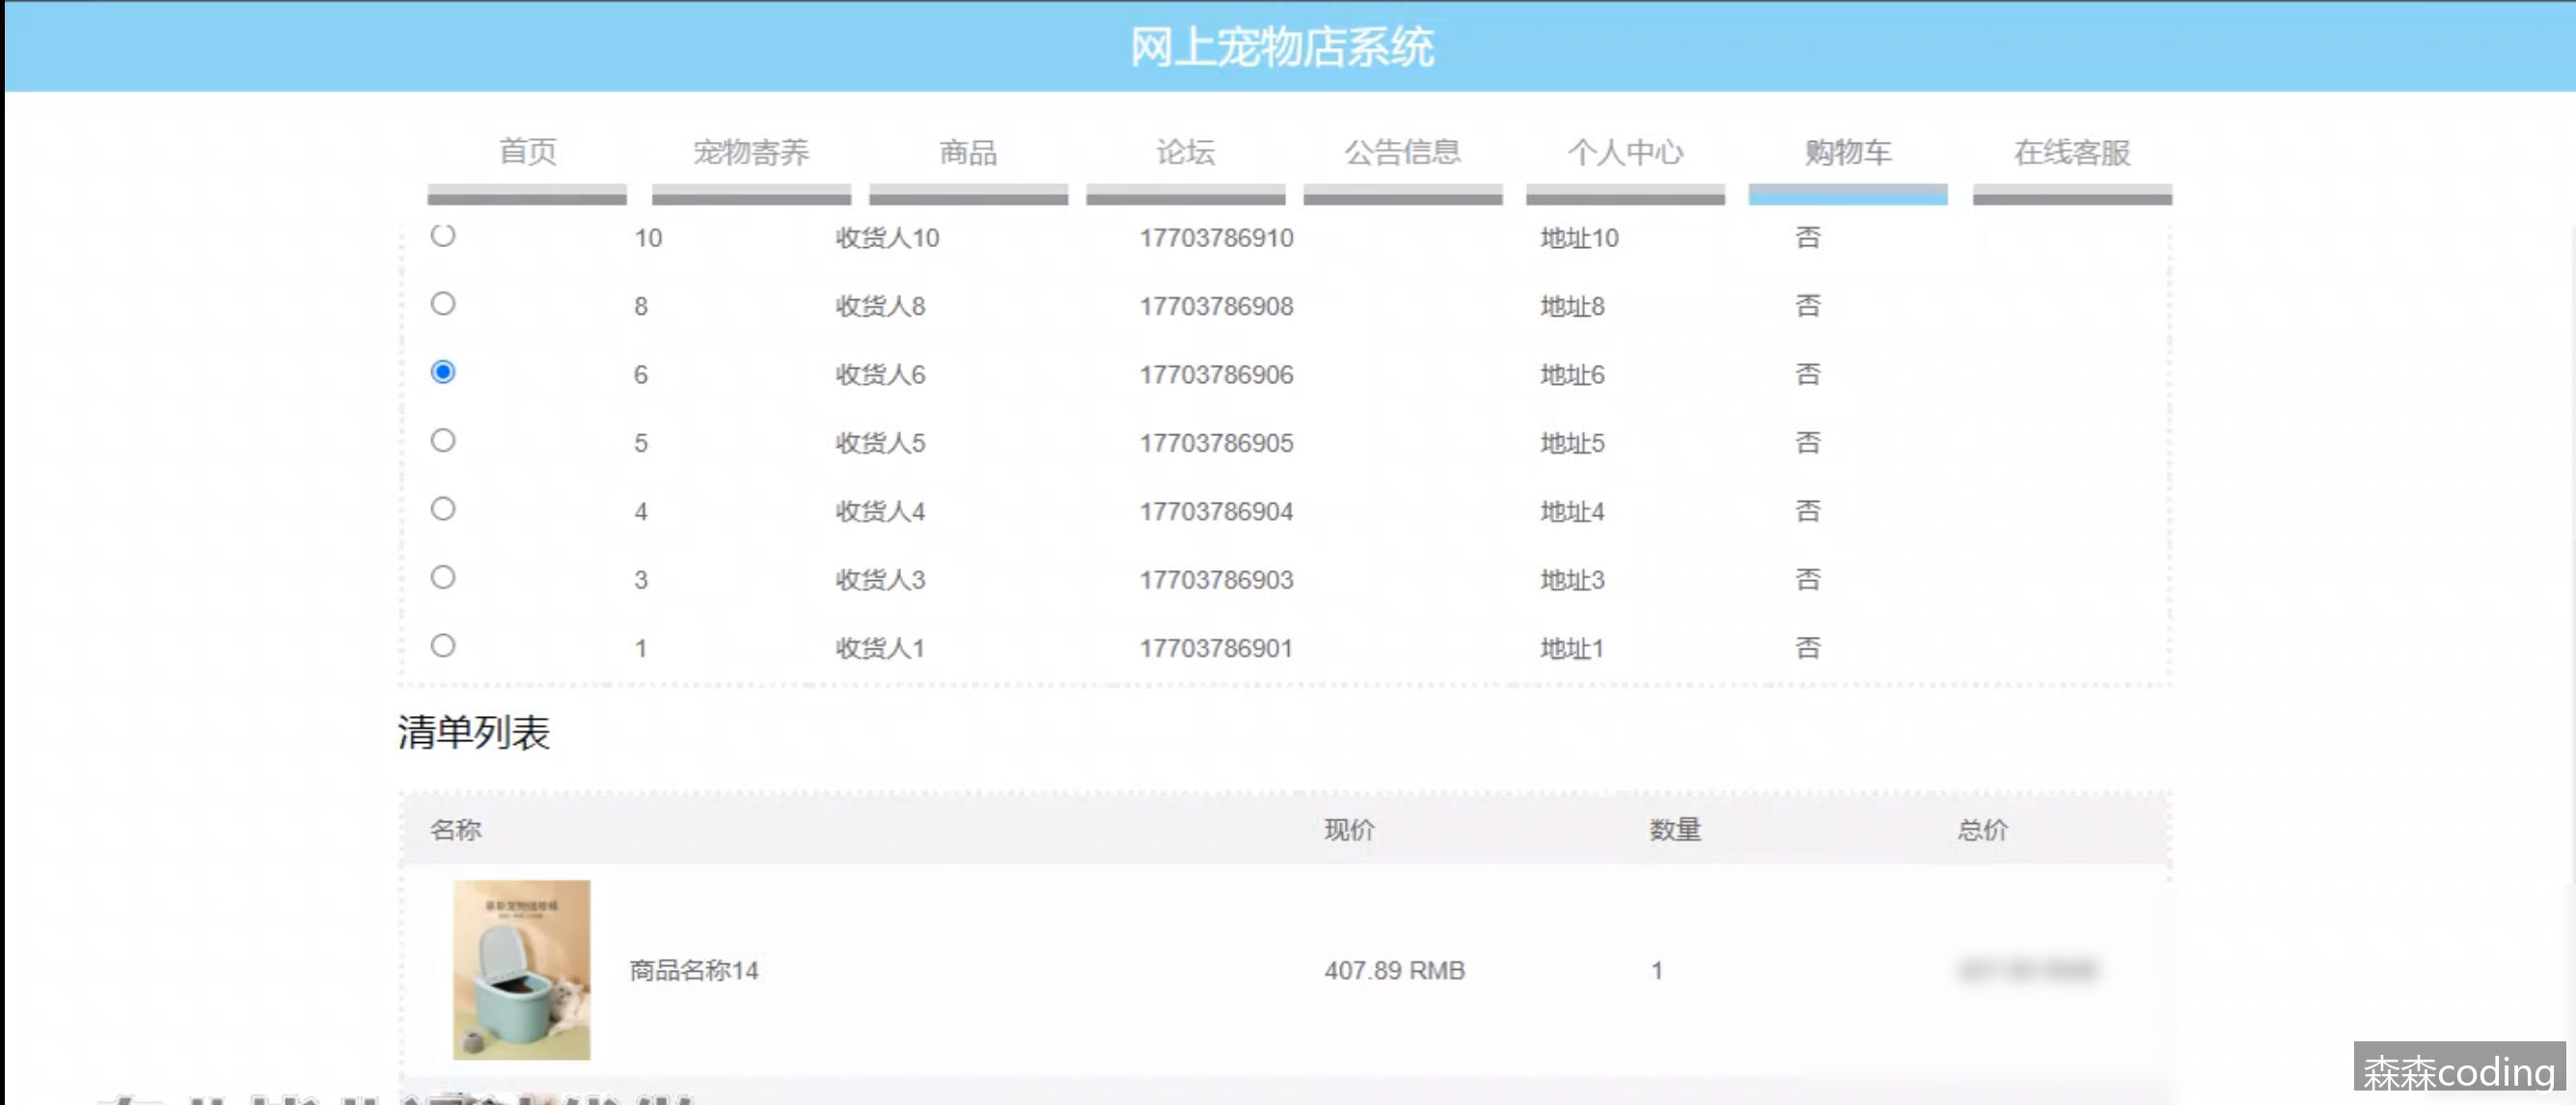 网上宠物店系统
首页 宠物寄养 商品 论坛 公告信息 个人中心 购物车 在线客服
10 收货人10 17703786910 地址10 否
8 收货人8 17703786908 地址8 否
6 收货人6 17703786906 地址6 否
5 收货人5 17703786905 地址5 否
4 收货人4 17703786904 地址4 否
3 收货人3 17703786903 地址3 否
1 收货人1 17703786901 地址1 否
清单列表
名称 现价 数量 总价
商品名称14 407.89 RMB 1
森森coding